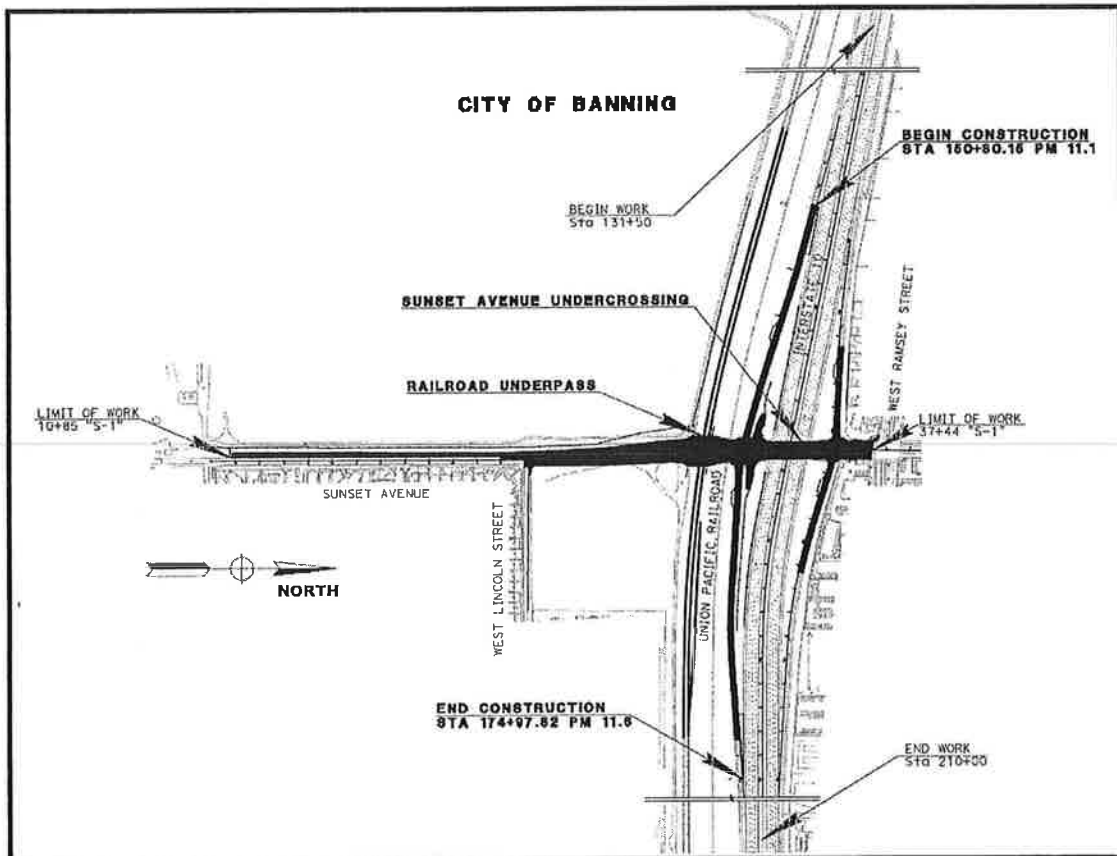 CITY OF BANNING
BEGIN CONSTRUCTION
STA 150+80.15 PM 11.1
BEGIN WORK
Sta 131+50
SUNSET AVENUE UNDERCROSSING
INTERSTATE 10
WEST RAMSEY STREET
RAILROAD UNDERPASS
LIMIT OF WORK
10+85 "S-1"
LIMIT OF WORK
37+44 "S-1"
SUNSET AVENUE
WEST LINCOLN STREET
UNION PACIFIC RAILROAD
NORTH
END CONSTRUCTION
STA 174+97.82 PM 11.6
END WORK
Sta 210+00